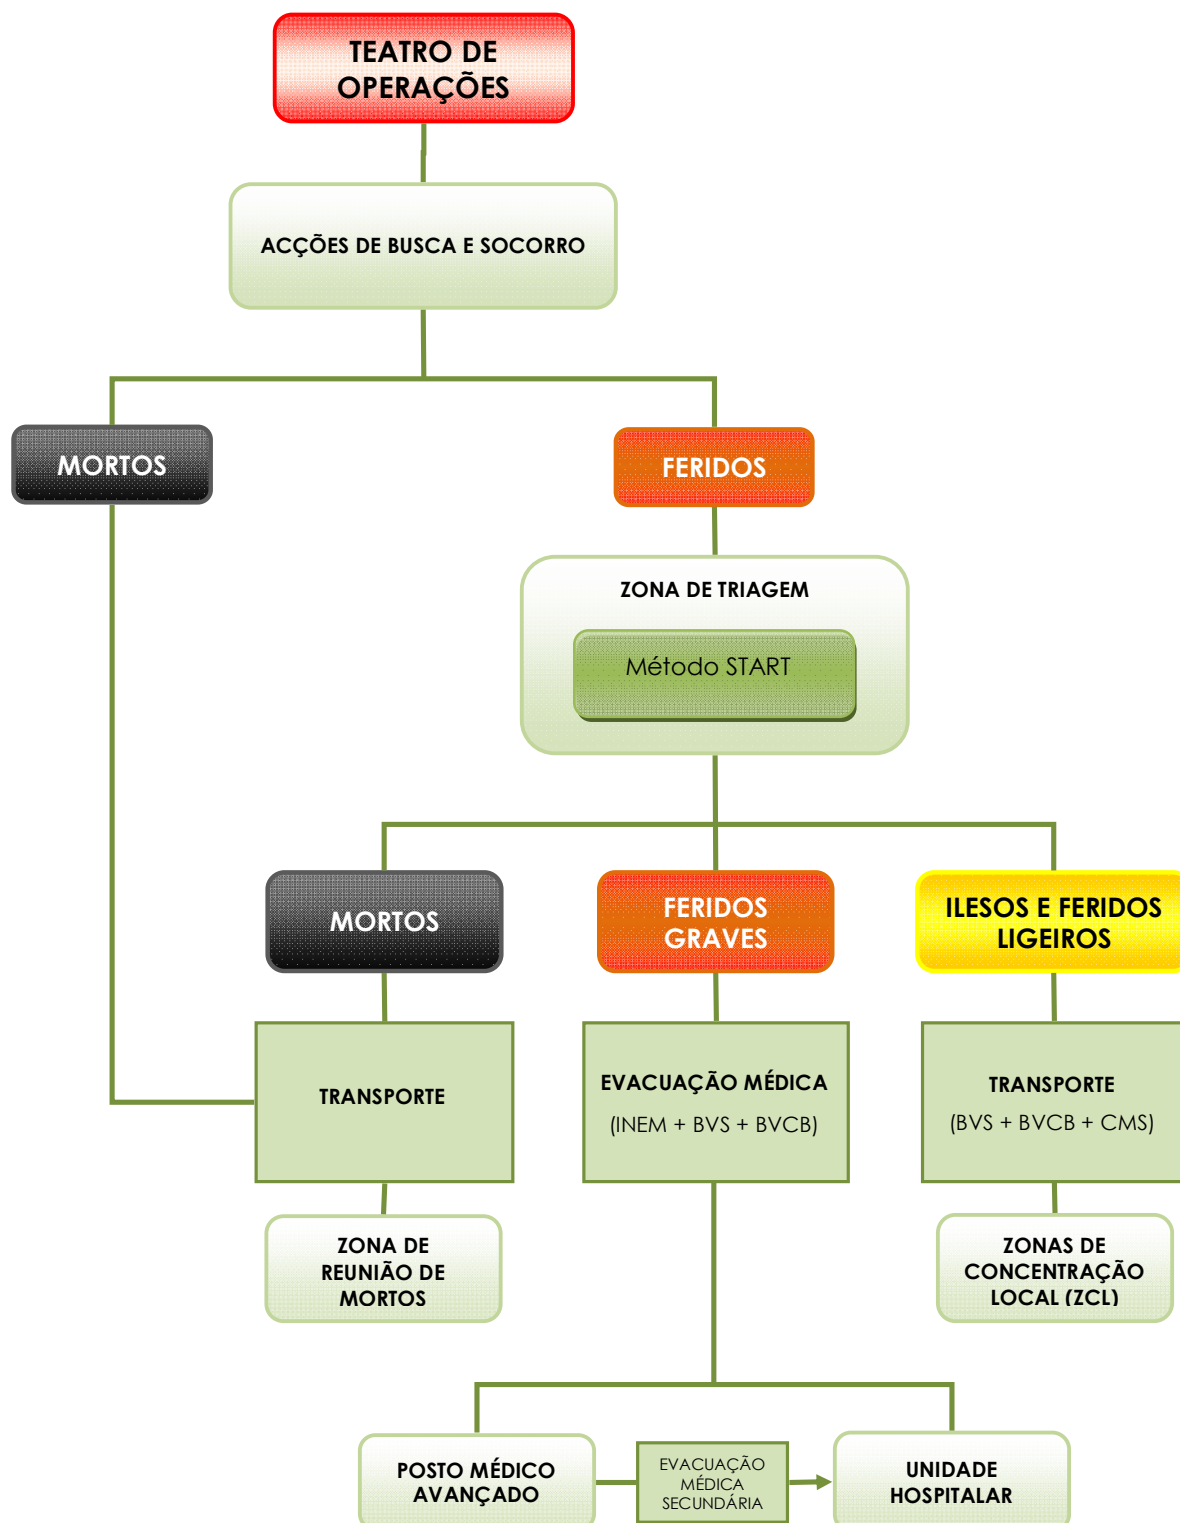 TEATRO DE
OPERAÇÕES
ACÇÕES DE BUSCA E SOCORRO
MORTOS
FERIDOS
ZONA DE TRIAGEM
Método START
MORTOS
FERIDOS
GRAVES
ILESOS E FERIDOS
LIGEIROS
TRANSPORTE
EVACUAÇÃO MÉDICA
(INEM + BVS + BVCB)
TRANSPORTE
(BVS + BVCB + CMS)
ZONA DE
REUNIÃO DE
MORTOS
ZONAS DE
CONCENTRAÇÃO
LOCAL (ZCL)
POSTO MÉDICO
AVANÇADO
EVACUAÇÃO
MÉDICA
SECUNDÁRIA
UNIDADE
HOSPITALAR